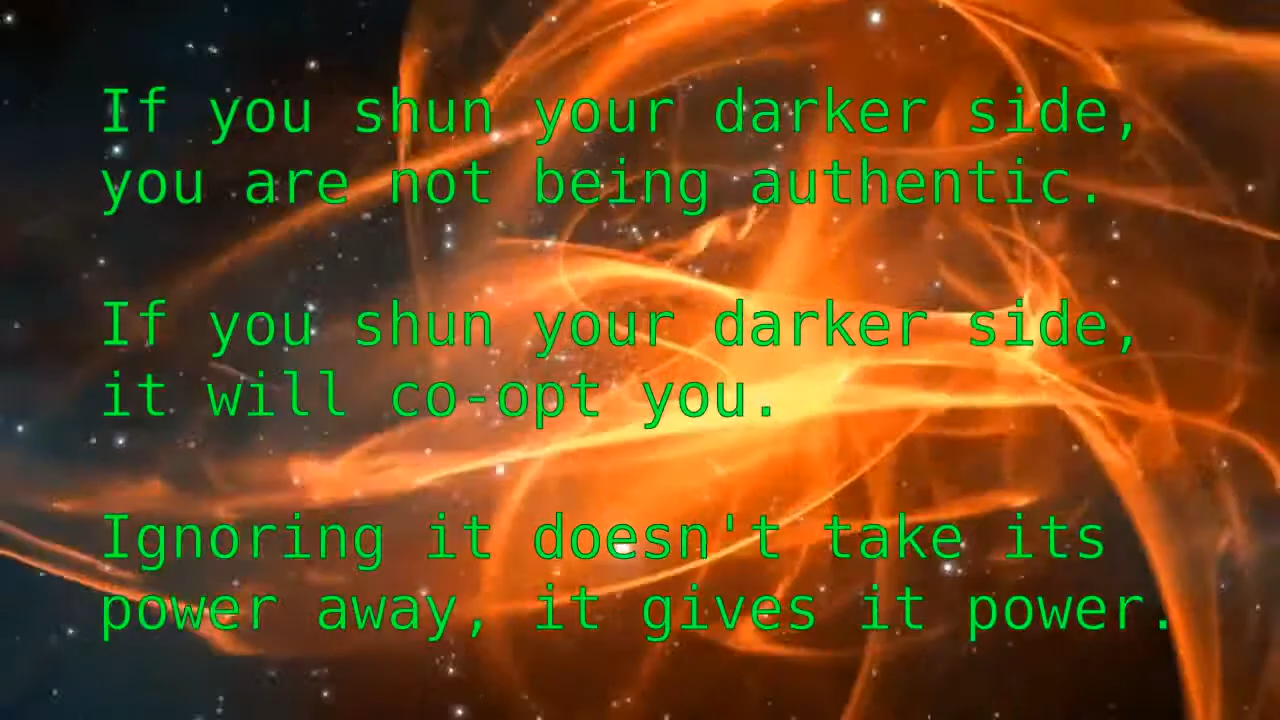 If you shun your darker side,
you are not being authentic.
If you shun your darker side,
it will co-opt you.
Ignoring it doesn't take its
power away, it gives it power.